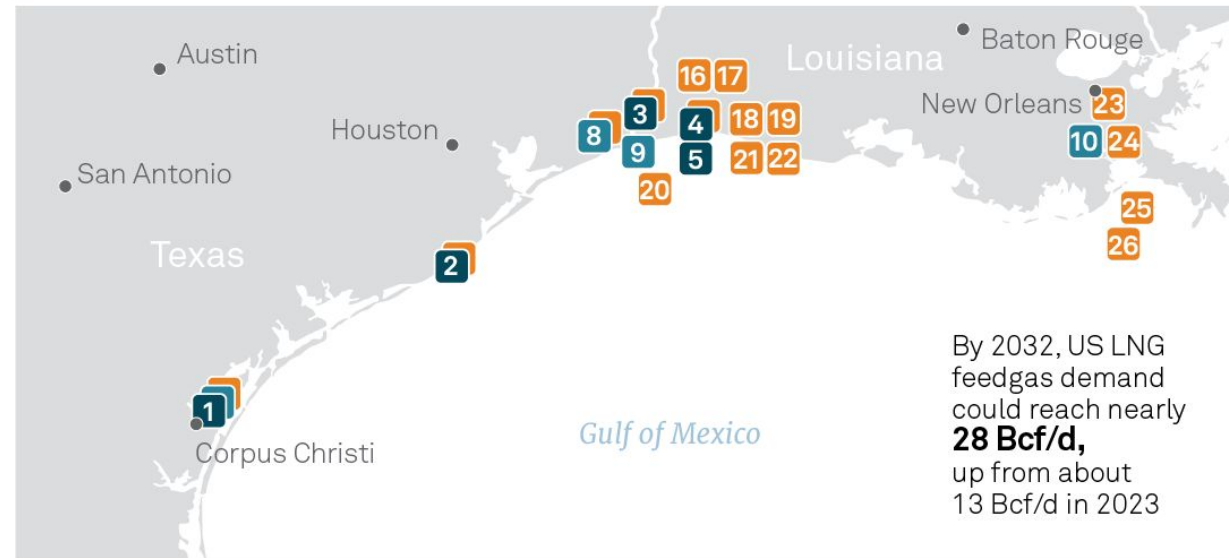 Austin
Baton Rouge
Louisiana
16 17
New Orleans 23
3
4
18 19
Houston
8
10 24
9
5
21 22
San Antonio
20
25
26
Texas
2
By 2032, US LNG
feedgas demand
could reach nearly
28 Bcf/d,
up from about
13 Bcf/d in 2023
1
Gulf of Mexico
Corpus Christi